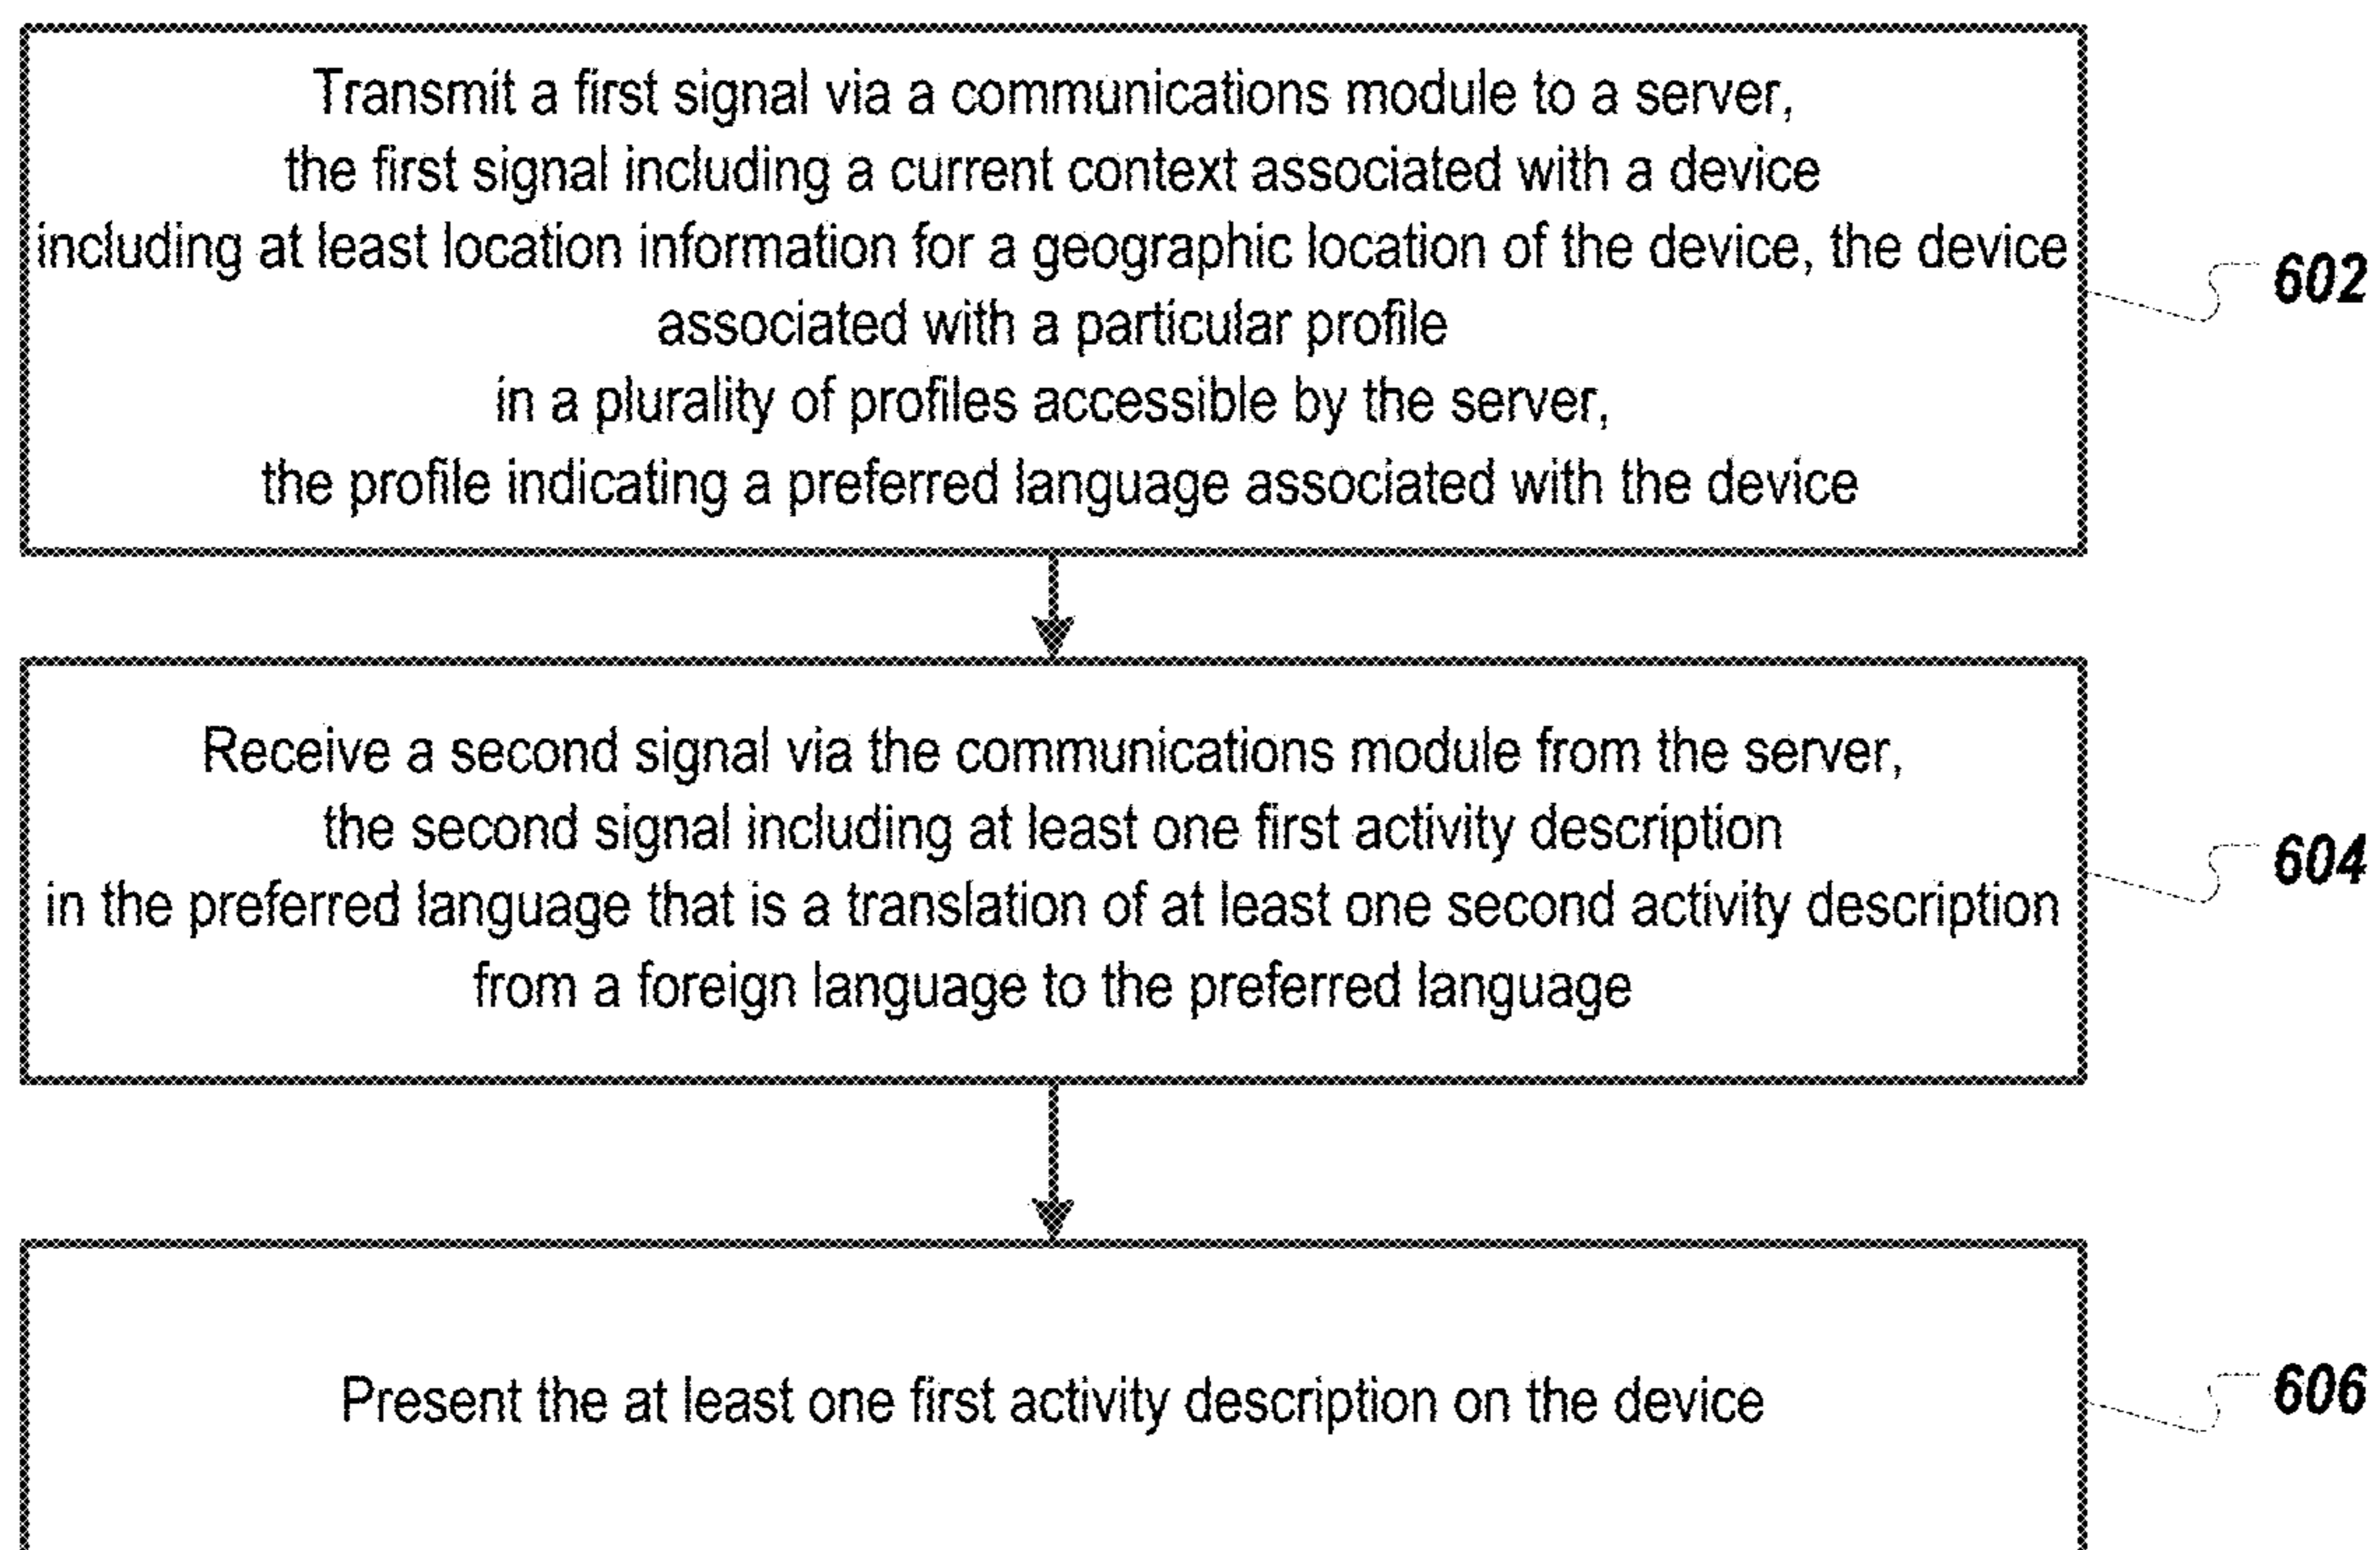 Transmit a first signal via a communications module to a server,
the first signal including a current context associated with a device
including at least location information for a geographic location of the device, the device
associated with a particular profile
in a plurality of profiles accessible by the server,
the profile indicating a preferred language associated with the device
602
Receive a second signal via the communications module from the server,
the second signal including at least one first activity description
in the preferred language that is a translation of at least one second activity description
from a foreign language to the preferred language
604
Present the at least one first activity description on the device
606